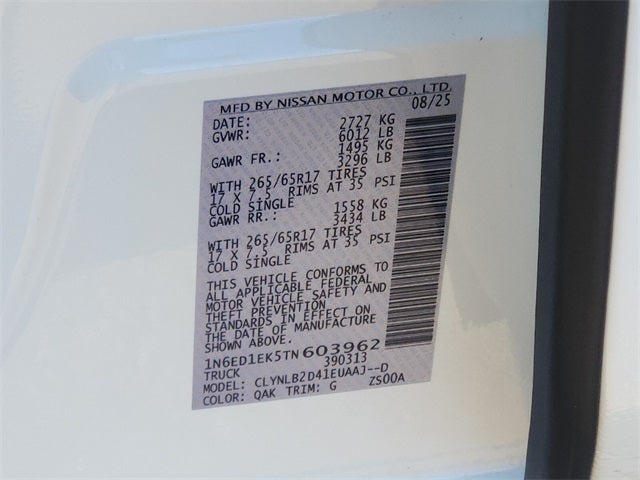 MFD BY NISSAN MOTOR CO., LTD.
DATE: 08/25
GVWR: 2727 KG
6012 LB
GAWR FR.: 1495 KG
3296 LB
WITH 265/65R17 TIRES
17 X 7.5 RIMS AT 35 PSI
COLD SINGLE
GAWR RR.: 1558 KG
3434 LB
WITH 265/65R17 TIRES
17 X 7.5 RIMS AT 35 PSI
COLD SINGLE
THIS VEHICLE CONFORMS TO
ALL APPLICABLE FEDERAL
MOTOR VEHICLE SAFETY AND
THEFT PREVENTION
STANDARDS IN EFFECT ON
THE DATE OF MANUFACTURE
SHOWN ABOVE.
1N6ED1EK5TN603962
TRUCK 390313
MODEL: CLYNLB2D41EUAAJ--D
COLOR: QAK TRIM: G ZS00A